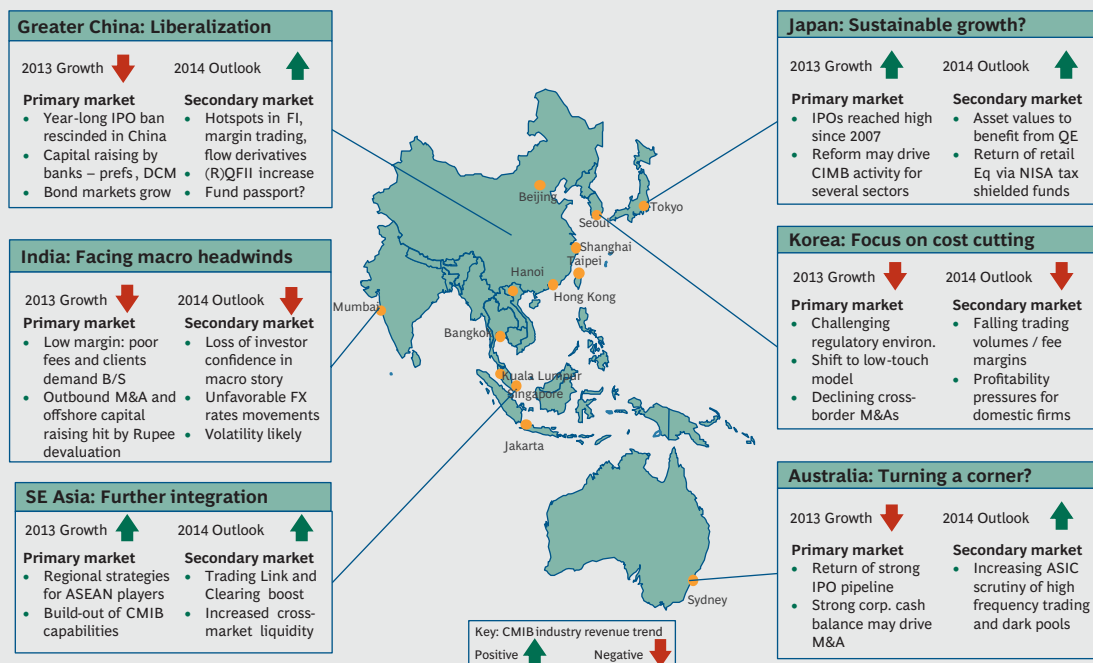 Greater China: Liberalization
2013 Growth
2014 Outlook
Primary market
• Year-long IPO ban
rescinded in China
• Capital raising by
banks – prefs, DCM
• Bond markets grow
Secondary market
• Hotspots in FI,
margin trading,
flow derivatives
• (R)QFII increase
• Fund passport?
India: Facing macro headwinds
2013 Growth
2014 Outlook
Primary market
• Low margin: poor
fees and clients
demand B/S
• Outbound M&A and
offshore capital
raising hit by Rupee
devaluation
Secondary market
• Loss of investor
confidence in
macro story
• Unfavorable FX
rates movements
• Volatility likely
SE Asia: Further integration
2013 Growth
2014 Outlook
Primary market
• Regional strategies
for ASEAN players
• Build-out of CMIB
capabilities
Secondary market
• Trading Link and
Clearing boost
• Increased cross-
market liquidity
Beijing
Seoul
Tokyo
Shanghai
Taipei
Hanoi
Hong Kong
Mumbai
Bangkok
Kuala Lumpur
Singapore
Jakarta
Sydney
Japan: Sustainable growth?
2013 Growth
2014 Outlook
Primary market
• IPOs reached high
since 2007
• Reform may drive
CIMB activity for
several sectors
Secondary market
• Asset values to
benefit from QE
• Return of retail
Eq via NISA tax
shielded funds
Korea: Focus on cost cutting
2013 Growth
2014 Outlook
Primary market
• Challenging
regulatory environ.
• Shift to low-touch
model
• Declining cross-
border M&As
Secondary market
• Falling trading
volumes / fee
margins
• Profitability
pressures for
domestic firms
Australia: Turning a corner?
2013 Growth
2014 Outlook
Primary market
• Return of strong
IPO pipeline
• Strong corp. cash
balance may drive
M&A
Secondary market
• Increasing ASIC
scrutiny of high
frequency trading
and dark pools
Key: CMIB industry revenue trend
Positive
Negative